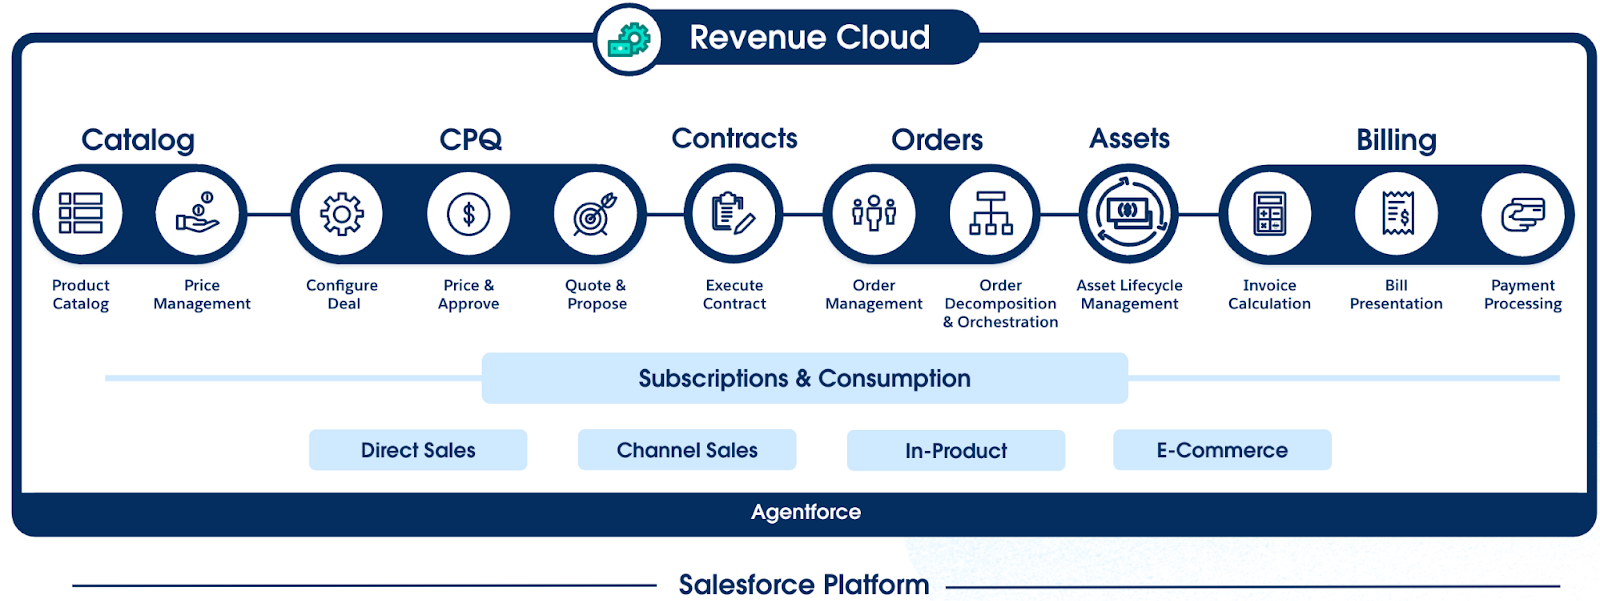 Revenue Cloud
Catalog
CPQ
Contracts
Orders
Assets
Billing
Product
Catalog
Price
Management
Configure
Deal
Price &
Approve
Quote &
Propose
Execute
Contract
Order
Management
Order
Decomposition
& Orchestration
Asset Lifecycle
Management
Invoice
Calculation
Bill
Presentation
Payment
Processing
Subscriptions & Consumption
Direct Sales
Channel Sales
In-Product
E-Commerce
Agentforce
Salesforce Platform